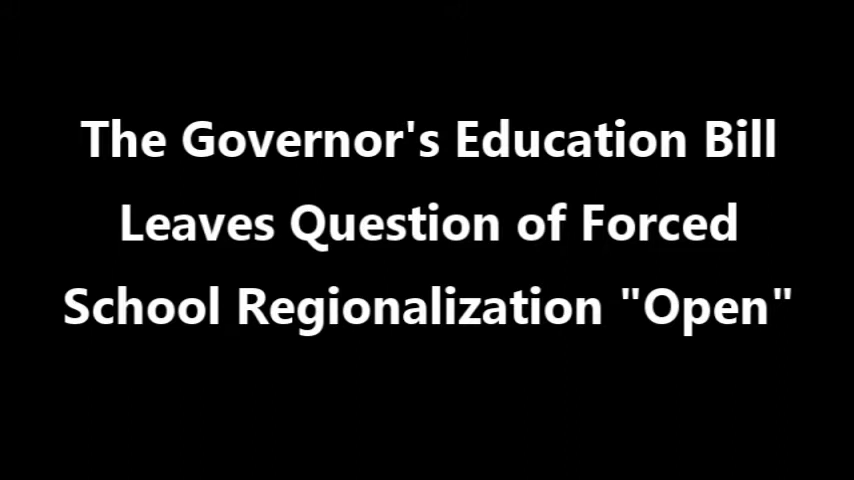 The Governor's Education Bill
Leaves Question of Forced
School Regionalization "Open"